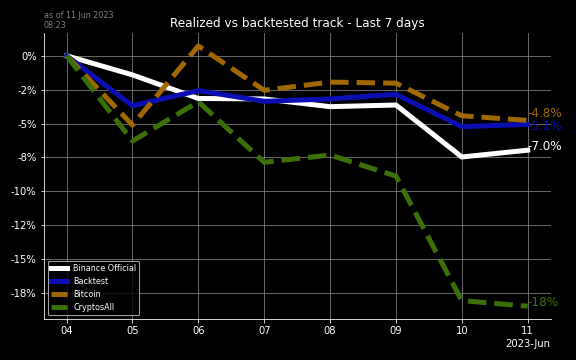 as of 11 Jun 2023
08:23
Realized vs backtested track - Last 7 days
0%
-2%
-5%
-8%
-10%
-12%
-15%
-18%
-4.8%
-5.1%
-7.0%
-18%
Binance Official
Backtest
Bitcoin
CryptosAll
04 05 06 07 08 09 10 11
2023-Jun